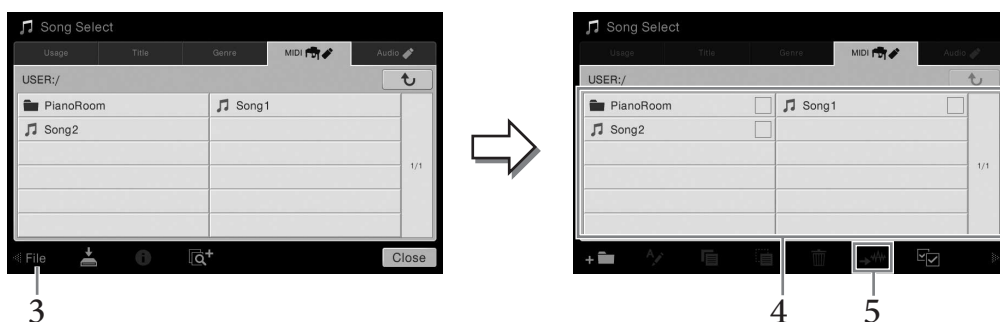 Song Select
Usage Title Genre MIDI Audio
USER:/
PianoRoom Song1
Song2
1/1
File Close
3
Song Select
Usage Title Genre MIDI Audio
USER:/
PianoRoom Song1
Song2
1/1
4 5